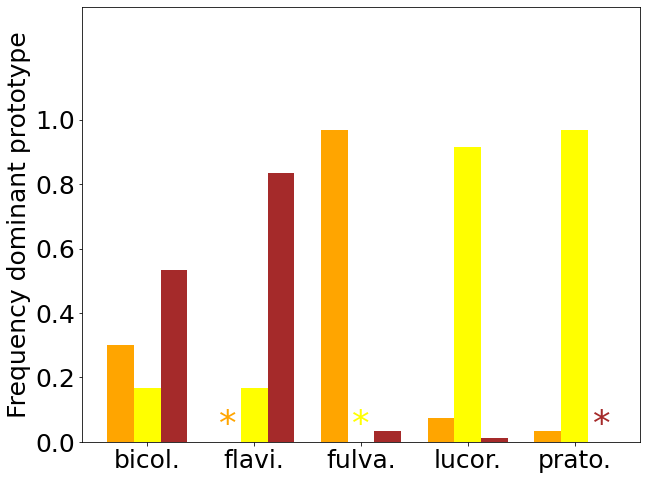 Frequency dominant prototype
1.0
0.8
0.6
0.4
0.2
0.0
* * *
bicol. flavi. fulva. lucor. prato.